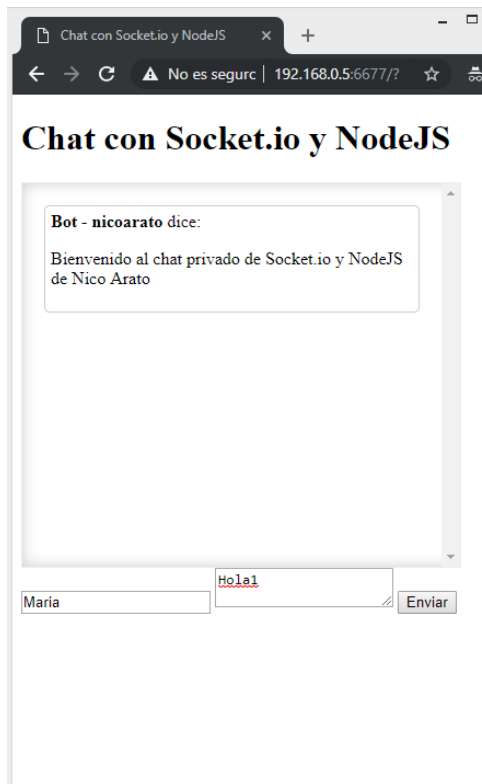 Chat con Socket.io y NodeJS
No es segurc | 192.168.0.5:6677/?
Chat con Socket.io y NodeJS
Bot - nicoarato dice:
Bienvenido al chat privado de Socket.io y NodeJS
de Nico Arato
Hola1
Maria
Enviar